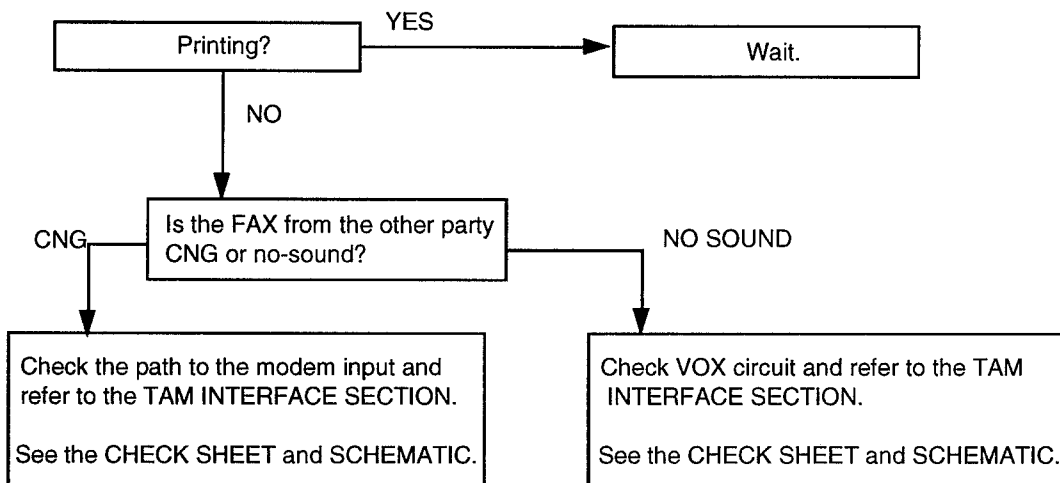 YES
Printing?
Wait.
NO
Is the FAX from the other party
CNG or no-sound?
CNG
NO SOUND
Check the path to the modem input and
refer to the TAM INTERFACE SECTION.
See the CHECK SHEET and SCHEMATIC.
Check VOX circuit and refer to the TAM
INTERFACE SECTION.
See the CHECK SHEET and SCHEMATIC.